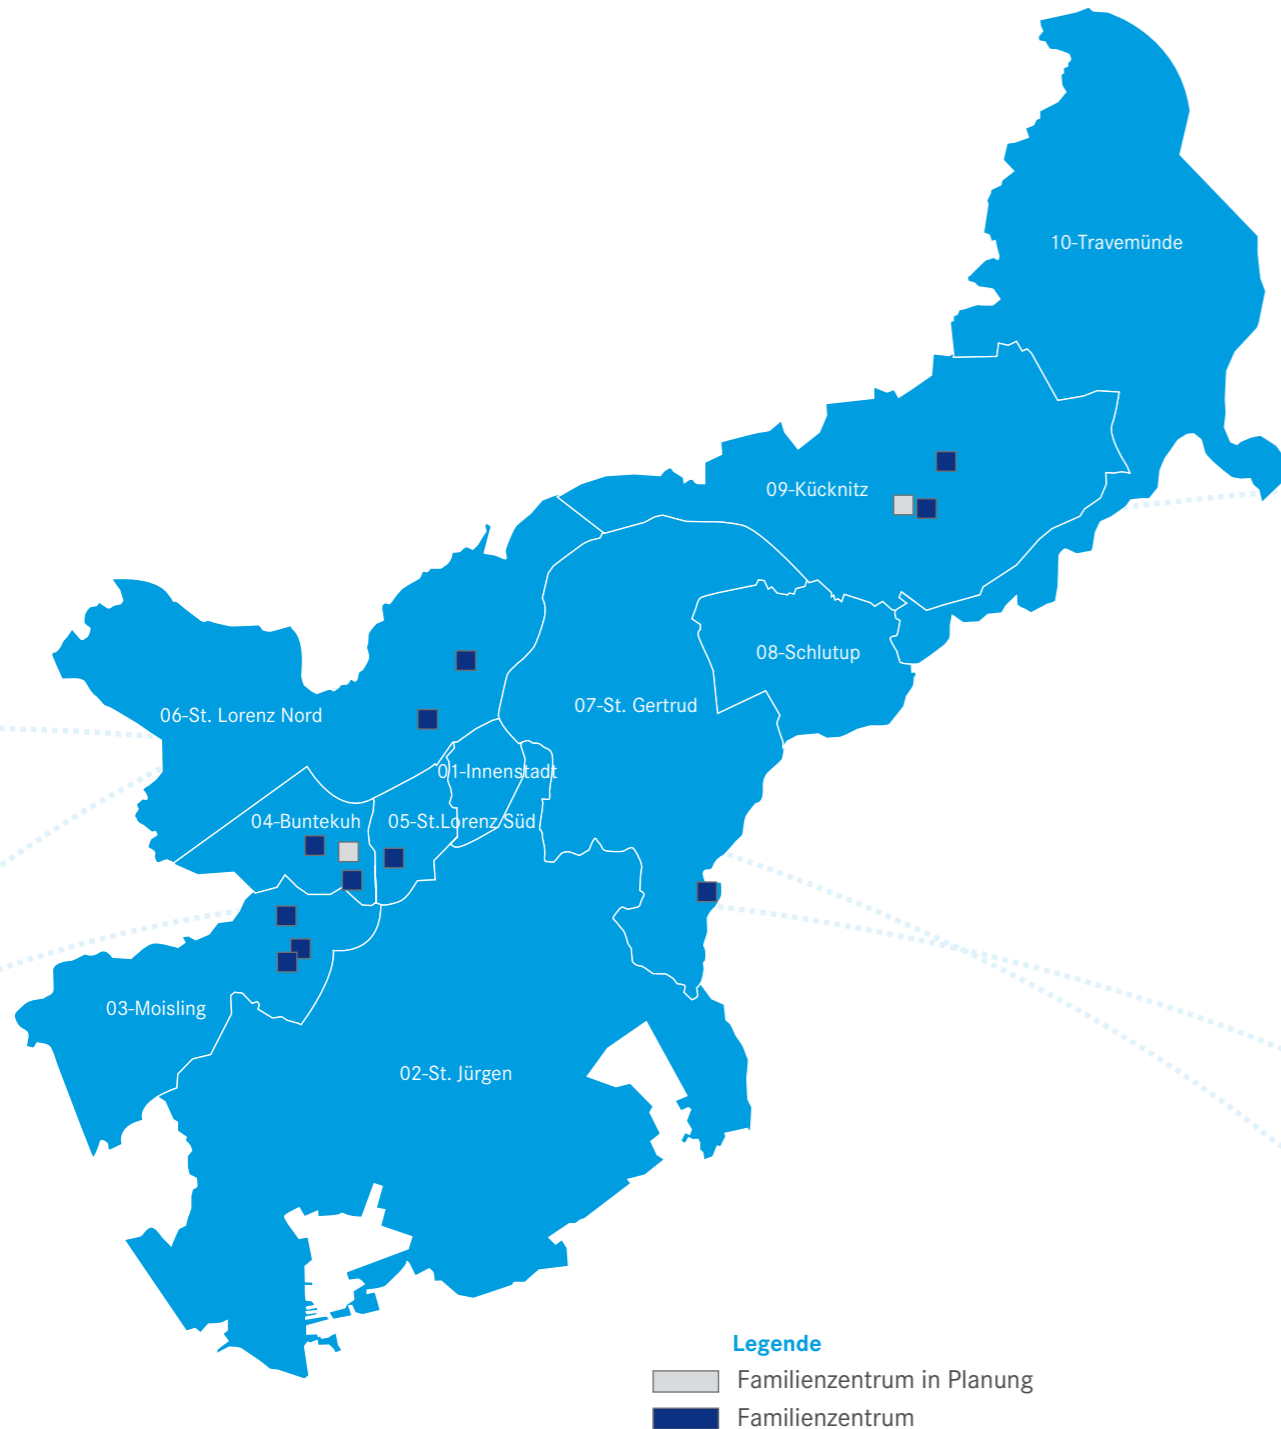 10-Travemünde
09-Kücknitz
08-Schlutup
07-St. Gertrud
06-St. Lorenz Nord
01-Innenstadt
04-Buntekuh
05-St.Lorenz Süd
03-Moisling
02-St. Jürgen
Legende
Familienzentrum in Planung
Familienzentrum